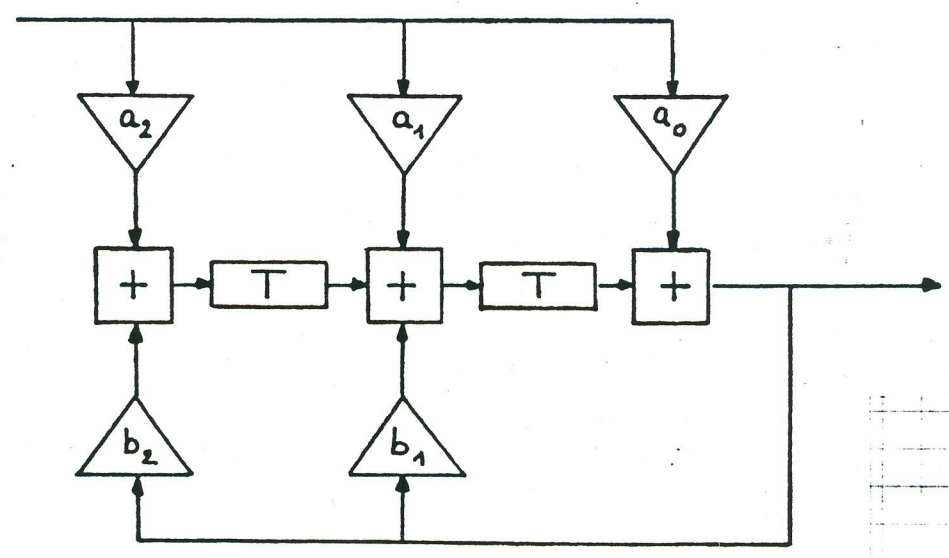 a₂ a₁ a₀
+ T + T +
b₂ b₁